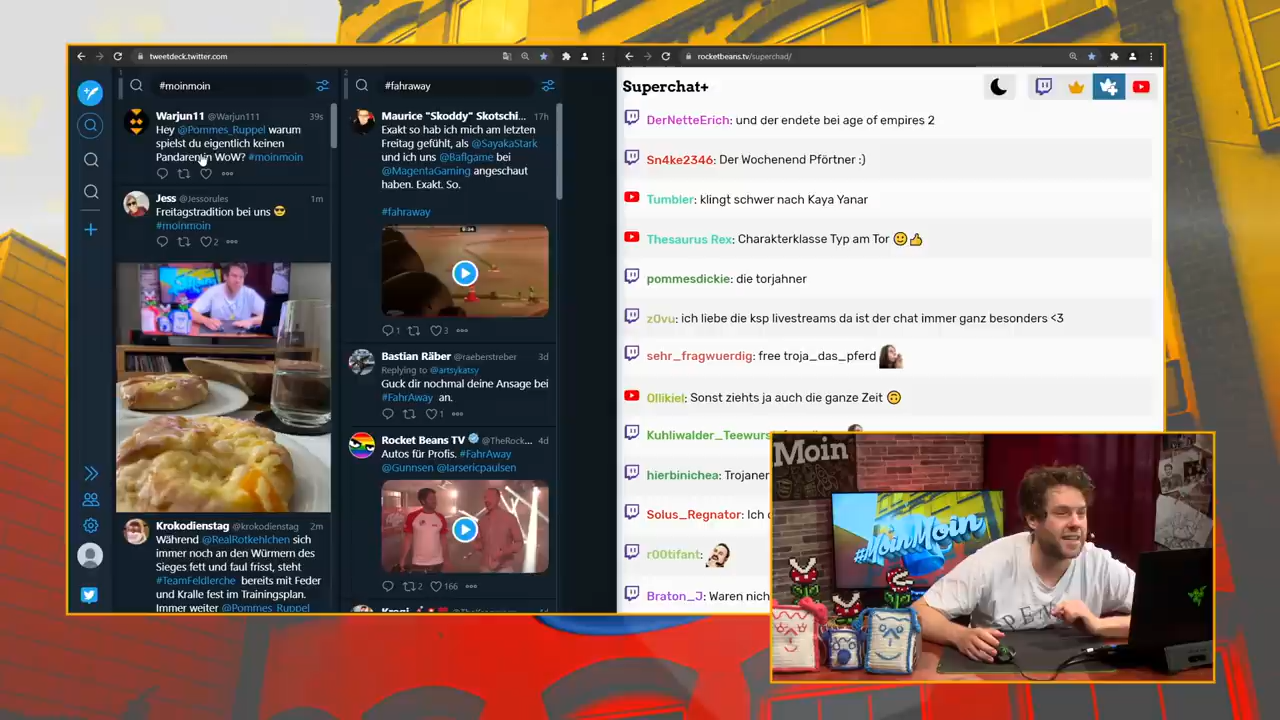 tweetdeck.twitter.com
rocketbeans.tv/superchad/
1
#moinmoin
2
#fahraway
Superchat+
Warjun11 @Warjun111 39s
Hey @Pommes_Ruppel warum
spielst du eigentlich keinen
Pandaren in WoW? #moinmoin
Jess @Jessorules 1m
Freitagstradition bei uns 😎
#moinmoin
2
Krokodienstag @krokodienstag 2m
Während @RealRotkehlchen sich
immer noch an den Würmern des
Sieges fett und faul frisst, steht
#TeamFeldlerche bereits mit Feder
und Kralle fest im Trainingsplan.
Immer weiter @Pommes_Ruppel
Maurice "Skoddy" Skotschi... 17h
Exakt so hab ich mich am letzten
Freitag gefühlt, als @SayakaStark
und ich uns @Baflgame bei
@MagentaGaming angeschaut
haben. Exakt. So.
#fahraway
1 3
Bastian Räber @raeberstreber 3d
Replying to @artsykatsy
Guck dir nochmal deine Ansage bei
#FahrAway an.
1
Rocket Beans TV @TheRock... 4d
Autos für Profis. #FahrAway
@Gunnsen @larsericpaulsen
2 166
DerNetteErich: und der endete bei age of empires 2
Sn4ke2346: Der Wochenend Pförtner :)
Tumbler: klingt schwer nach Kaya Yanar
Thesaurus Rex: Charakterklasse Typ am Tor 🙂👍
pommesdickie: die torjahner
z0vu: ich liebe die ksp livestreams da ist der chat immer ganz besonders <3
sehr_fragwuerdig: free troja_das_pferd
Ollikiel: Sonst ziehts ja auch die ganze Zeit 🙃
Kuhliwalder_Teewurs
hierbinichea: Trojaner
Solus_Regnator: Ich
r00tifant:
Braton_J: Waren nich
Moin
#MoinMoin